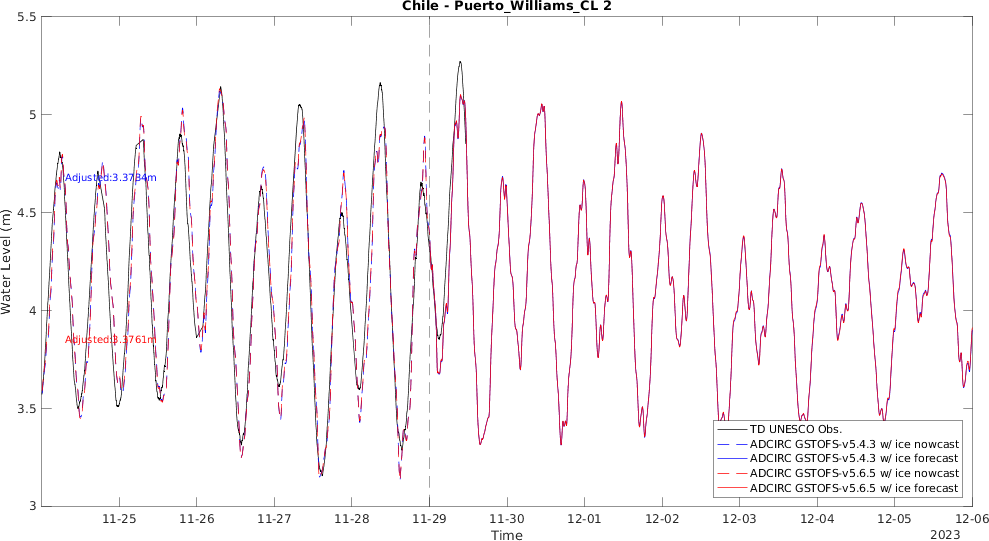 Chile - Puerto_Williams_CL 2
5.5
5
4.5
4
3.5
3
Water Level (m)
Adjusted:3.3734m
Adjusted:3.3761m
TD UNESCO Obs.
ADCIRC GSTOFS-v5.4.3 w/ ice nowcast
ADCIRC GSTOFS-v5.4.3 w/ ice forecast
ADCIRC GSTOFS-v5.6.5 w/ ice nowcast
ADCIRC GSTOFS-v5.6.5 w/ ice forecast
11-25 11-26 11-27 11-28 11-29 11-30 12-01 12-02 12-03 12-04 12-05 12-06
Time
2023